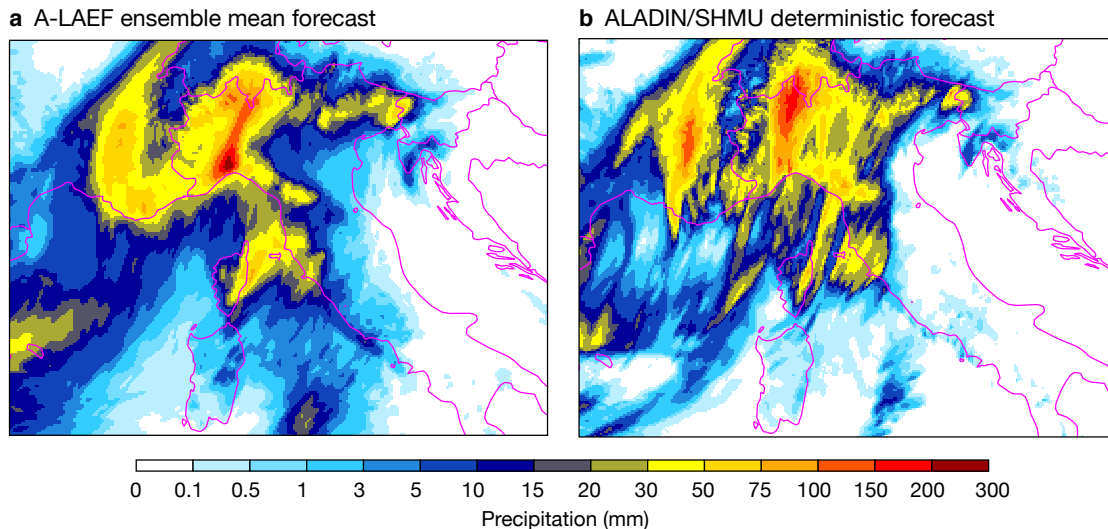 a A-LAEF ensemble mean forecast
b ALADIN/SHMU deterministic forecast
0 0.1 0.5 1 3 5 10 15 20 30 50 75 100 150 200 300
Precipitation (mm)